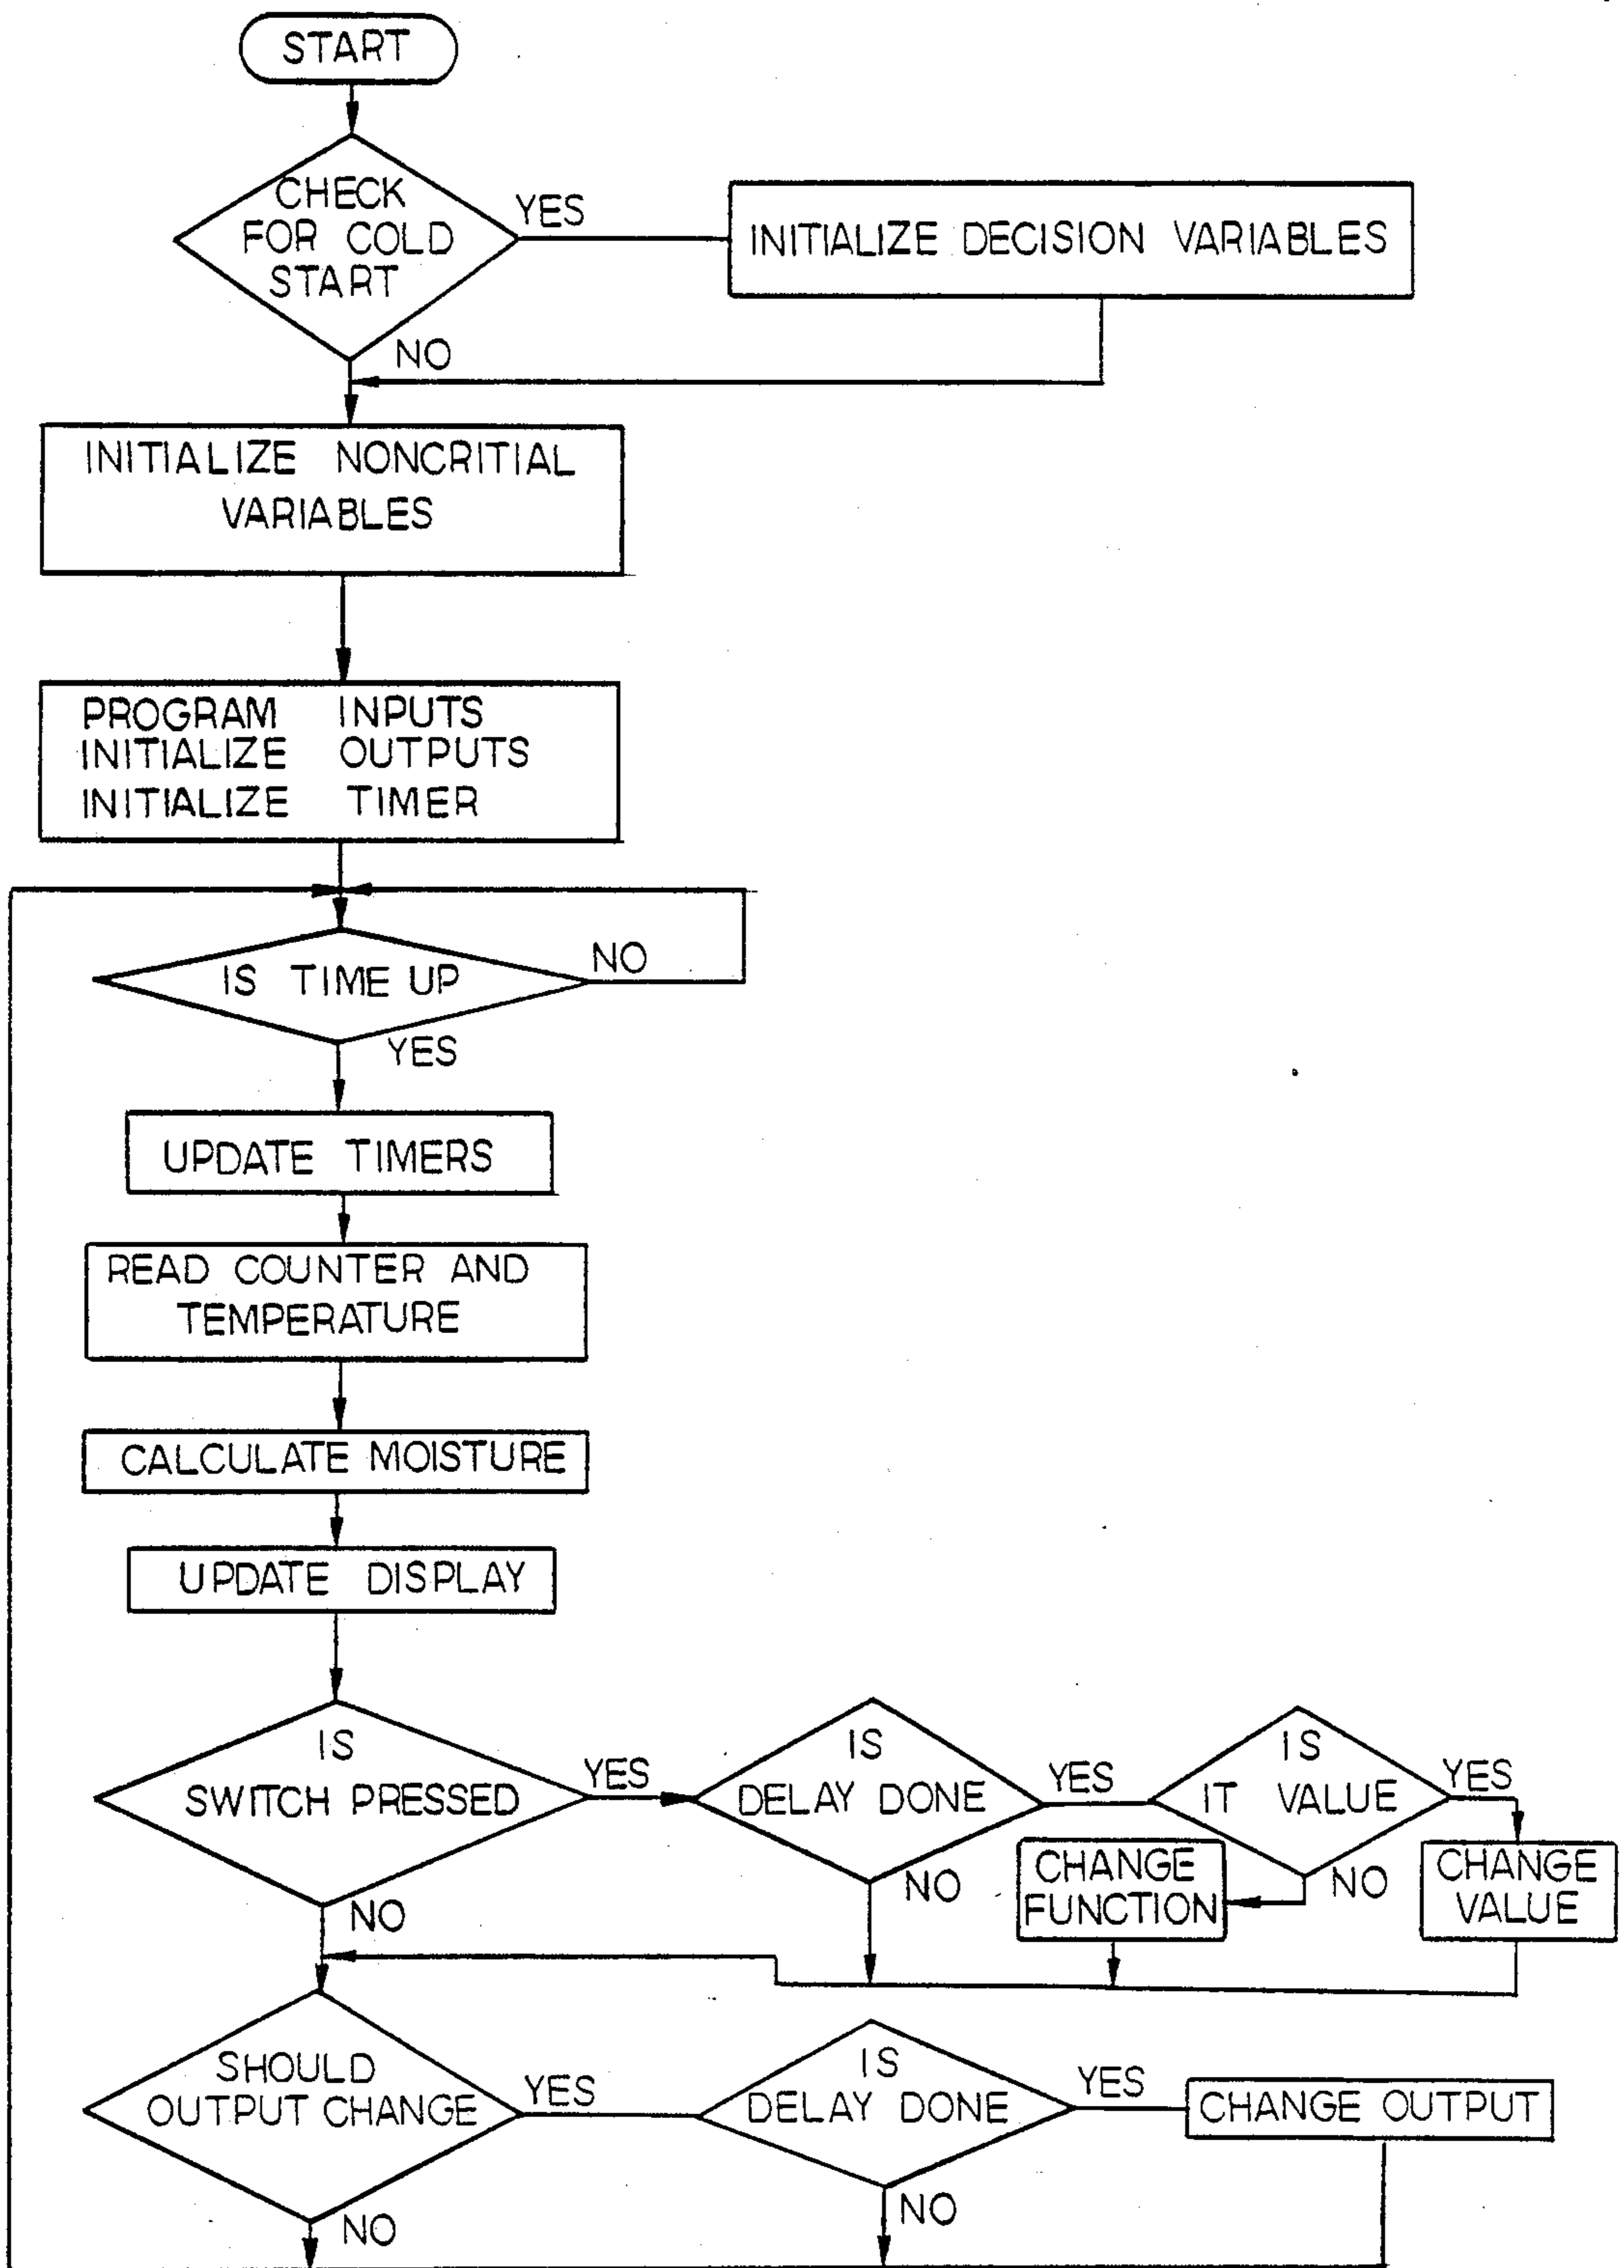 START
CHECK
FOR COLD
START
YES
INITIALIZE DECISION VARIABLES
NO
INITIALIZE NONCRITIAL
VARIABLES
PROGRAM INPUTS
INITIALIZE OUTPUTS
INITIALIZE TIMER
IS TIME UP
NO
YES
UPDATE TIMERS
READ COUNTER AND
TEMPERATURE
CALCULATE MOISTURE
UPDATE DISPLAY
IS
SWITCH PRESSED
YES
IS
DELAY DONE
YES
IS
IT VALUE
YES
NO
NO
CHANGE
FUNCTION
NO
CHANGE
VALUE
SHOULD
OUTPUT CHANGE
YES
IS
DELAY DONE
YES
CHANGE OUTPUT
NO
NO